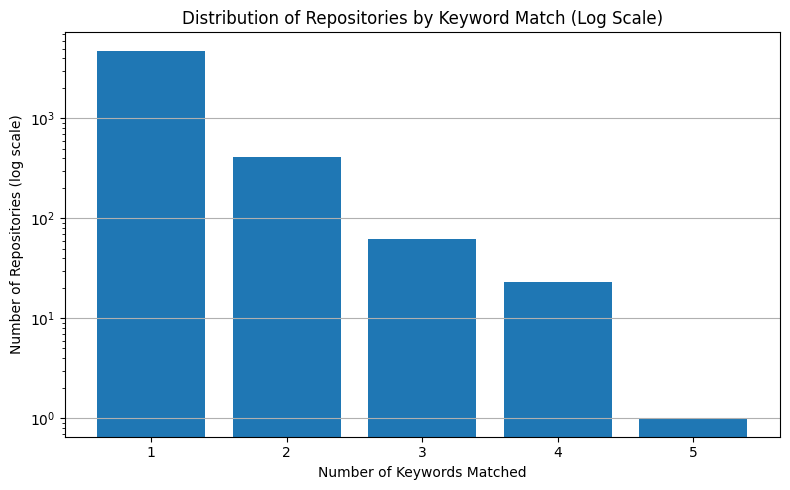 Distribution of Repositories by Keyword Match (Log Scale)
Number of Repositories (log scale)
10³
10²
10¹
10⁰
1 2 3 4 5
Number of Keywords Matched